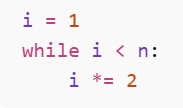 i = 1
while i < n:
    i *= 2